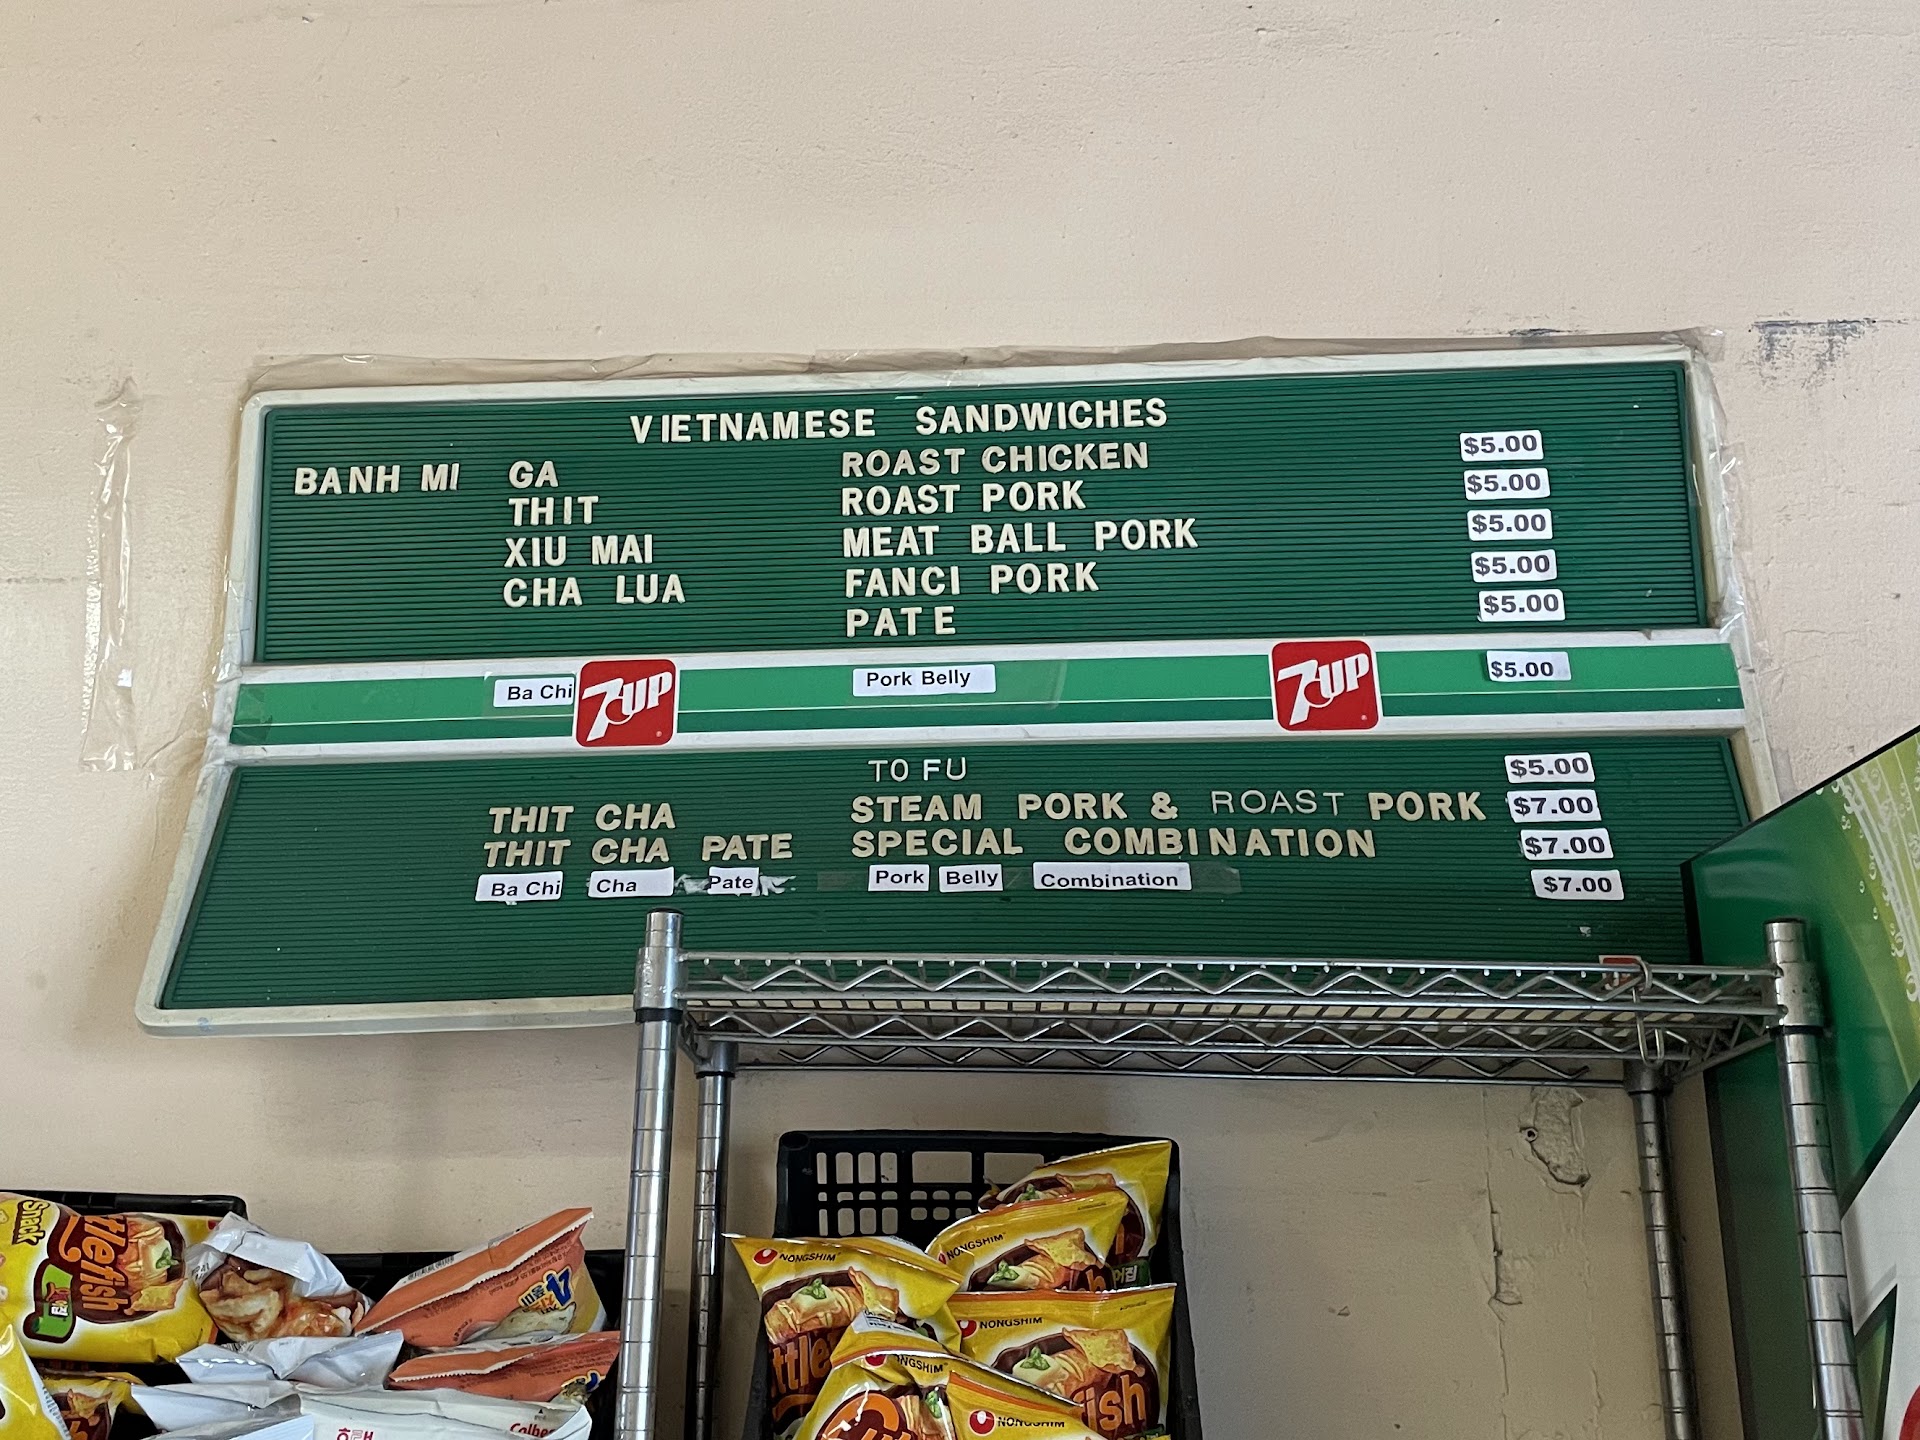 VIETNAMESE SANDWICHES
BANH MI GA ROAST CHICKEN $5.00
THIT ROAST PORK $5.00
XIU MAI MEAT BALL PORK $5.00
CHA LUA FANCI PORK $5.00
PATE $5.00
Ba Chi 7UP Pork Belly 7UP $5.00
TO FU $5.00
THIT CHA STEAM PORK & ROAST PORK $7.00
THIT CHA PATE SPECIAL COMBINATION $7.00
Ba Chi Cha Pate Pork Belly Combination $7.00
Snack
NONGSHIM
NONGSHIM
NONGSHIM
NONGSHIM